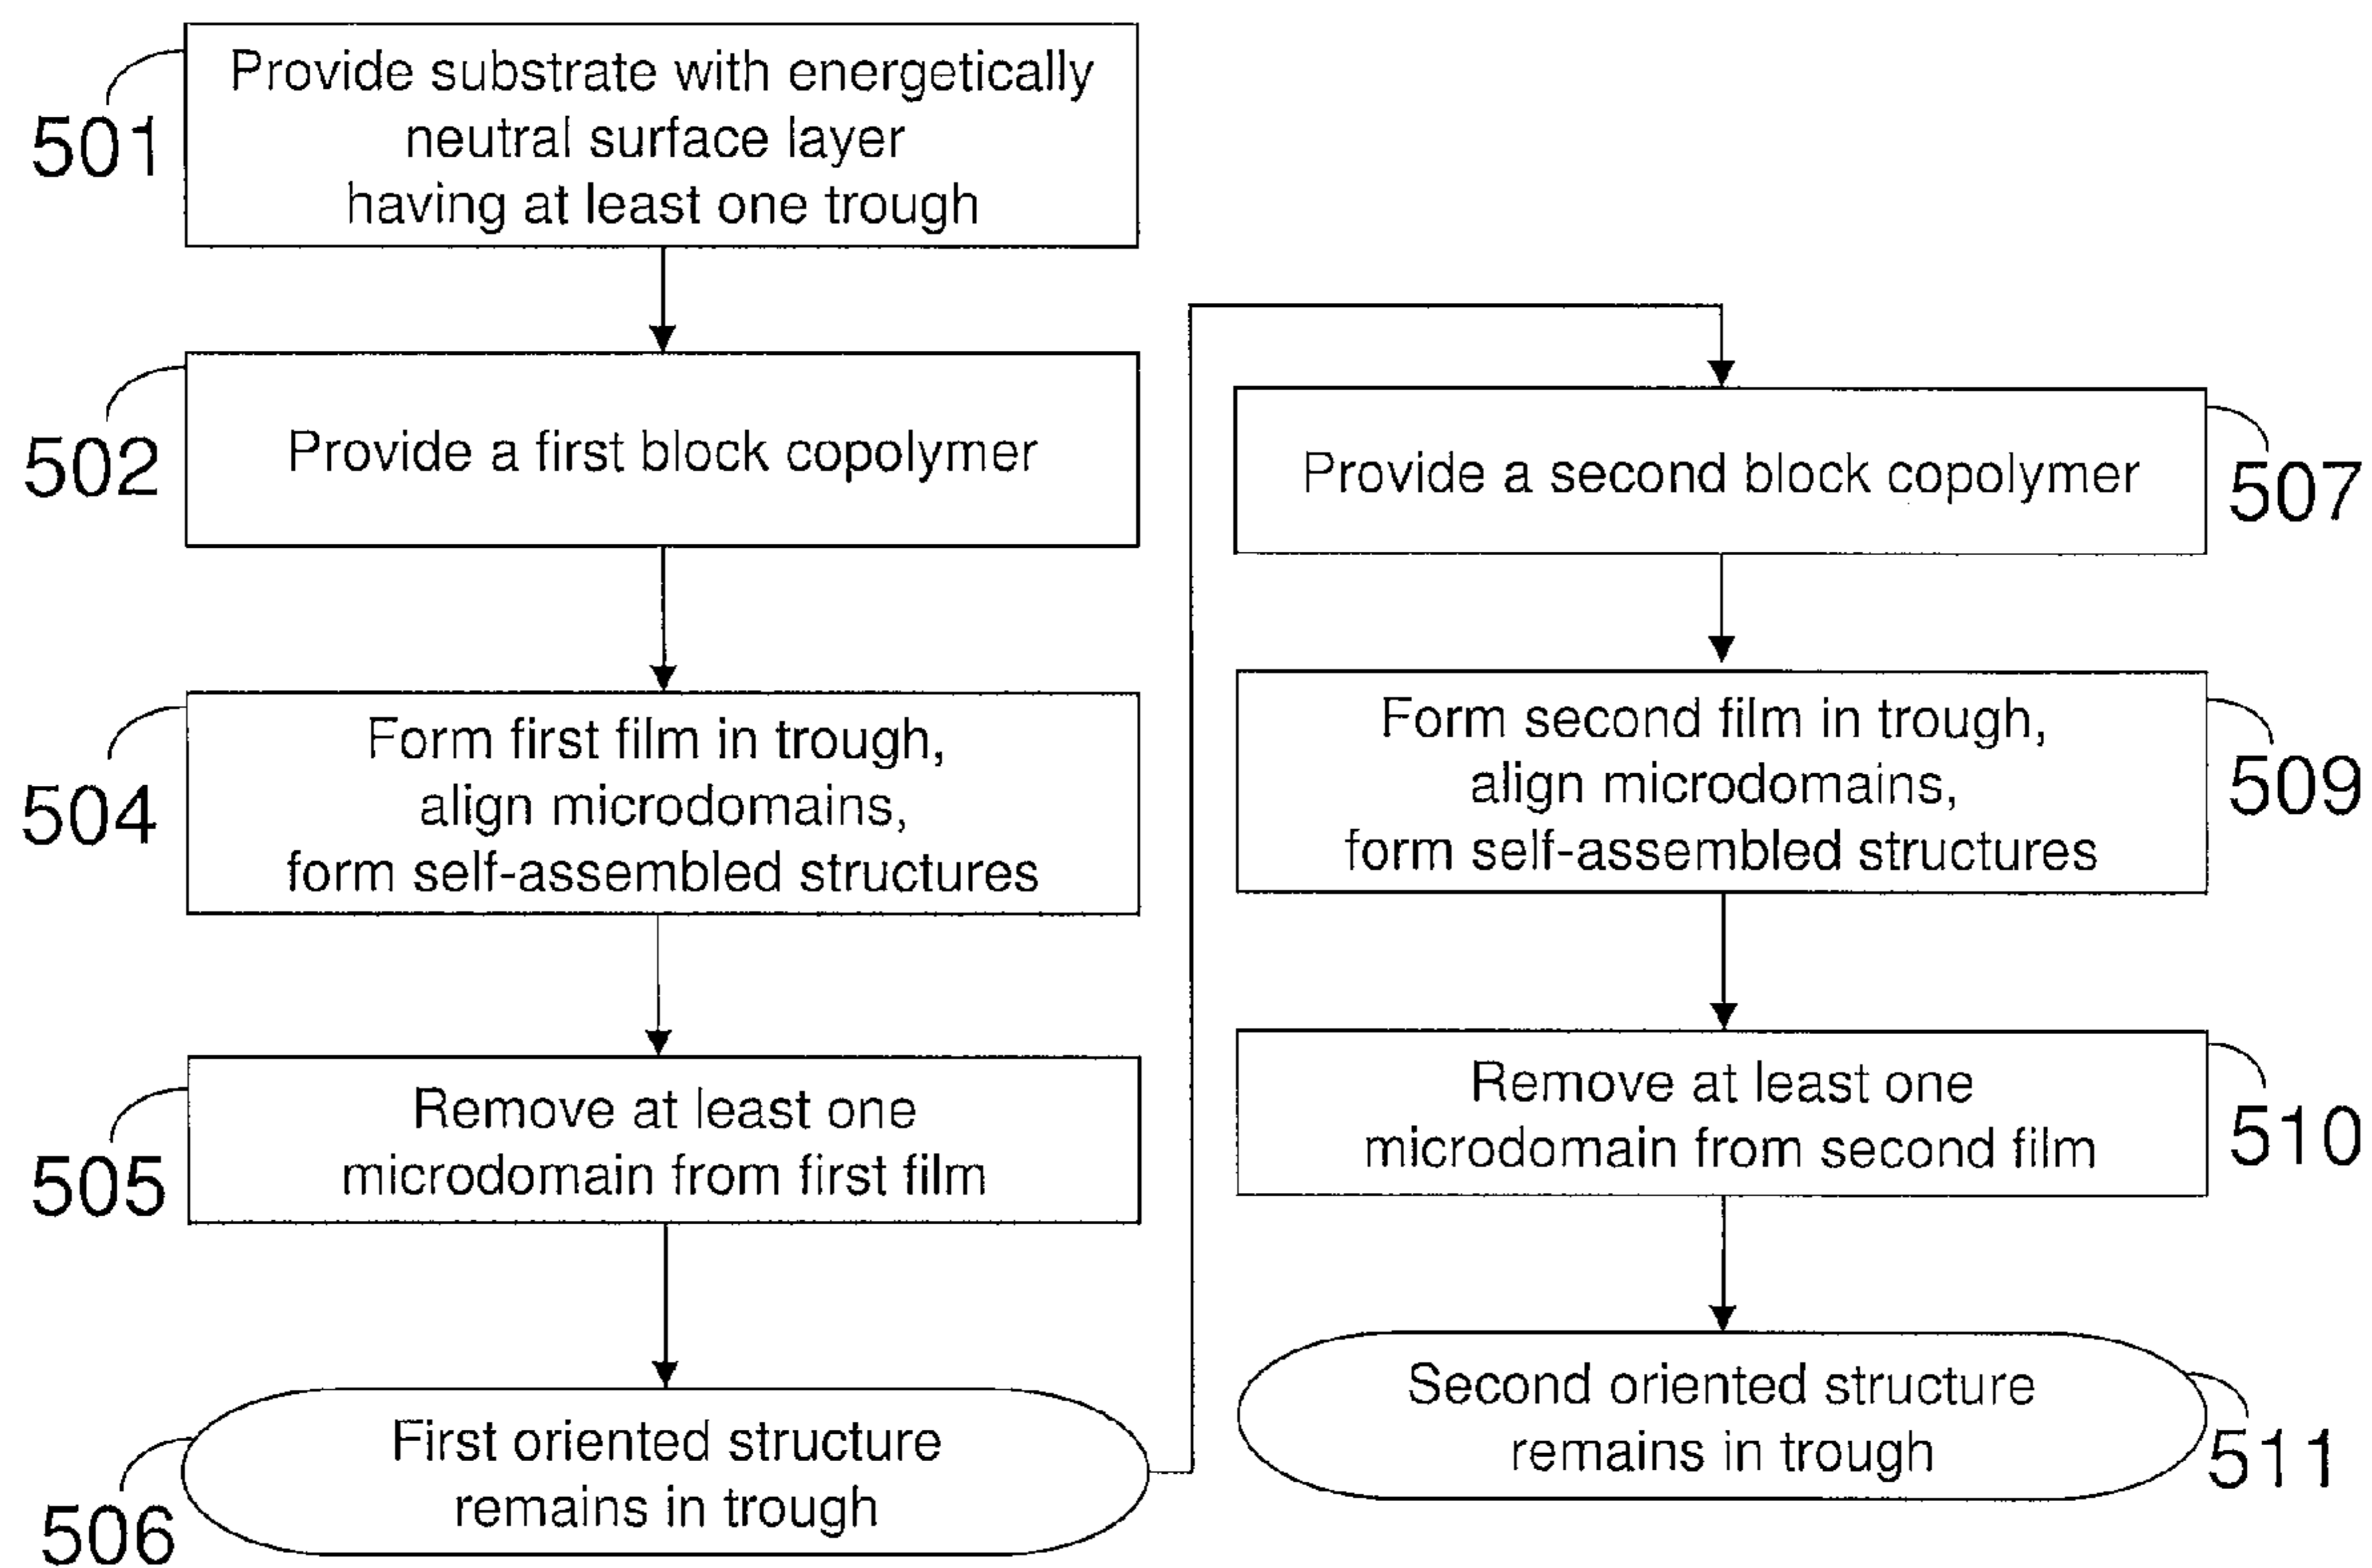 501
Provide substrate with energetically
neutral surface layer
having at least one trough
502
Provide a first block copolymer
504
Form first film in trough,
align microdomains,
form self-assembled structures
505
Remove at least one
microdomain from first film
506
First oriented structure
remains in trough
Provide a second block copolymer
507
Form second film in trough,
align microdomains,
form self-assembled structures
509
Remove at least one
microdomain from second film
510
Second oriented structure
remains in trough
511